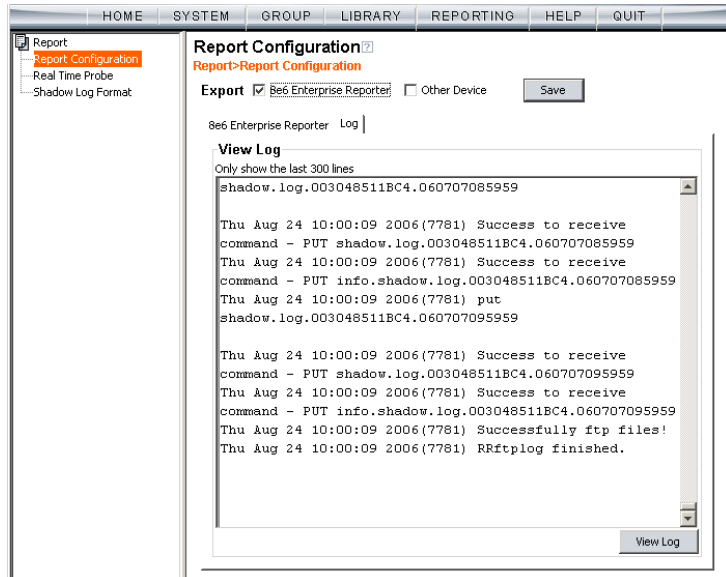 HOME SYSTEM GROUP LIBRARY REPORTING HELP QUIT
Report
Report Configuration
Real Time Probe
Shadow Log Format
Report Configuration?
Report>Report Configuration
Export 8e6 Enterprise Reporter Other Device Save
8e6 Enterprise Reporter Log
View Log
Only show the last 300 lines
shadow.log.003048511BC4.060707085959
Thu Aug 24 10:00:09 2006(7781) Success to receive
command - PUT shadow.log.003048511BC4.060707085959
Thu Aug 24 10:00:09 2006(7781) Success to receive
command - PUT info.shadow.log.003048511BC4.060707085959
Thu Aug 24 10:00:09 2006(7781) put
shadow.log.003048511BC4.060707095959
Thu Aug 24 10:00:09 2006(7781) Success to receive
command - PUT shadow.log.003048511BC4.060707095959
Thu Aug 24 10:00:09 2006(7781) Success to receive
command - PUT info.shadow.log.003048511BC4.060707095959
Thu Aug 24 10:00:09 2006(7781) Successfully ftp files!
Thu Aug 24 10:00:09 2006(7781) RRftplog finished.
View Log